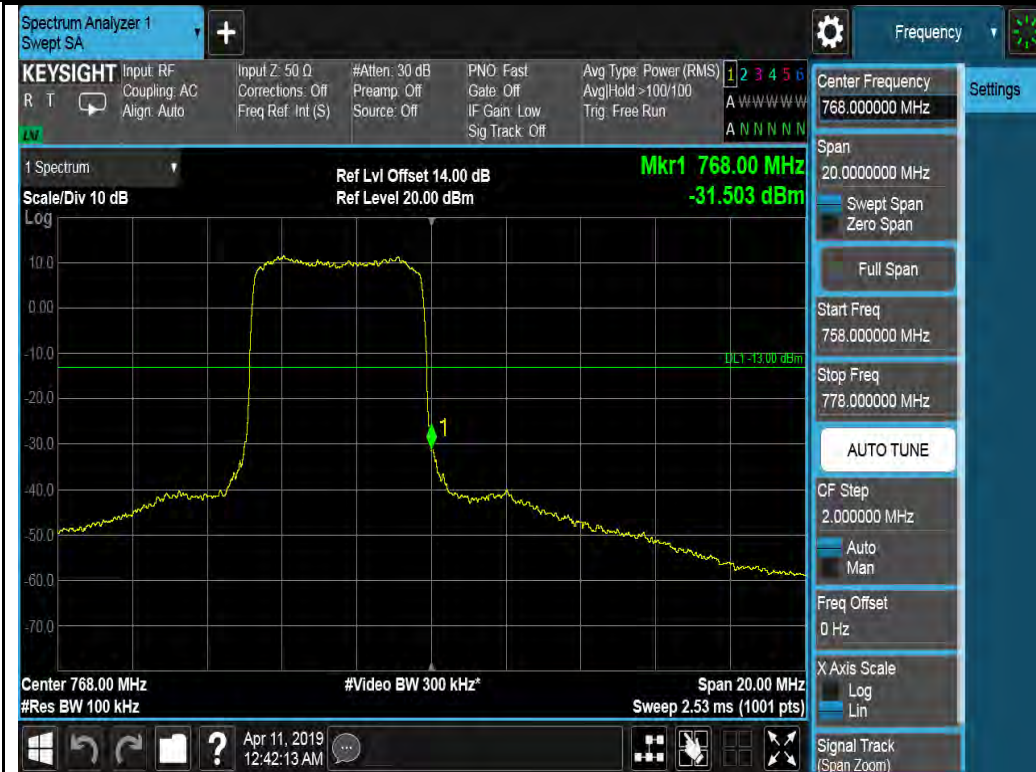 Spectrum Analyzer 1
Swept SA
+
Frequency
KEYSIGHT
R T
LXI
Input: RF
Coupling: AC
Align: Auto
Input Z: 50 Ω
Corrections: Off
Freq Ref: Int (S)
#Atten: 30 dB
Preamp: Off
Source: Off
PNO: Fast
Gate: Off
IF Gain: Low
Sig Track: Off
Avg Type: Power (RMS)
Avg|Hold >100/100
Trig: Free Run
1 2 3 4 5 6
A W W W W W
A N N N N N
1 Spectrum
Scale/Div 10 dB
Log
Ref Lvl Offset 14.00 dB
Ref Level 20.00 dBm
Mkr1 768.00 MHz
-31.503 dBm
10.0
0.00
-10.0
-20.0
-30.0
-40.0
-50.0
-60.0
-70.0
DL1 -13.00 dBm
1
Center 768.00 MHz
#Res BW 100 kHz
#Video BW 300 kHz*
Span 20.00 MHz
Sweep 2.53 ms (1001 pts)
Center Frequency
768.000000 MHz
Settings
Span
20.0000000 MHz
Swept Span
Zero Span
Full Span
Start Freq
758.000000 MHz
Stop Freq
778.000000 MHz
AUTO TUNE
CF Step
2.000000 MHz
Auto
Man
Freq Offset
0 Hz
X Axis Scale
Log
Lin
Signal Track
(Span Zoom)
?
Apr 11, 2019
12:42:13 AM